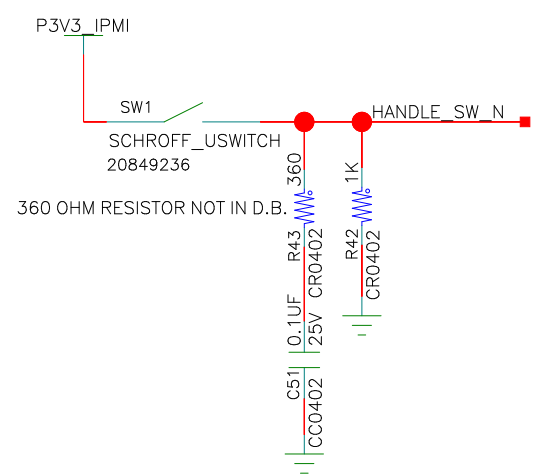 P3V3_IPMI
SW1
HANDLE_SW_N
SCHROFF_USWITCH
20849236
360
1K
360 OHM RESISTOR NOT IN D.B.
R43
CR0402
R42
CR0402
0.1UF
25V
C51
CC0402